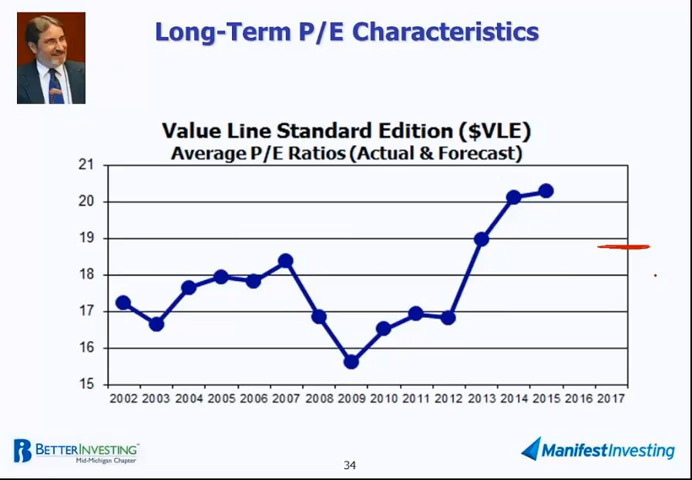 Long-Term P/E Characteristics
Value Line Standard Edition ($VLE)
Average P/E Ratios (Actual & Forecast)
21
20
19
18
17
16
15
2002 2003 2004 2005 2006 2007 2008 2009 2010 2011 2012 2013 2014 2015 2016 2017
BETTERINVESTING™
Mid-Michigan Chapter
34
ManifestInvesting